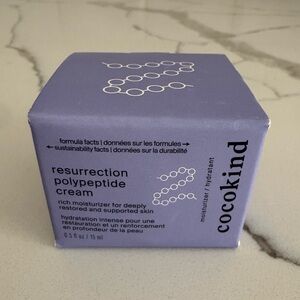 formula facts | données sur les formules →
← sustainability facts | données sur la durabilité
resurrection
polypeptide
cream
rich moisturizer for deeply
restored and supported skin
hydratation intense pour une
restauration et un renforcement
en profondeur de la peau
0.5 fl oz / 15 ml
moisturizer / hydratant
cocokind